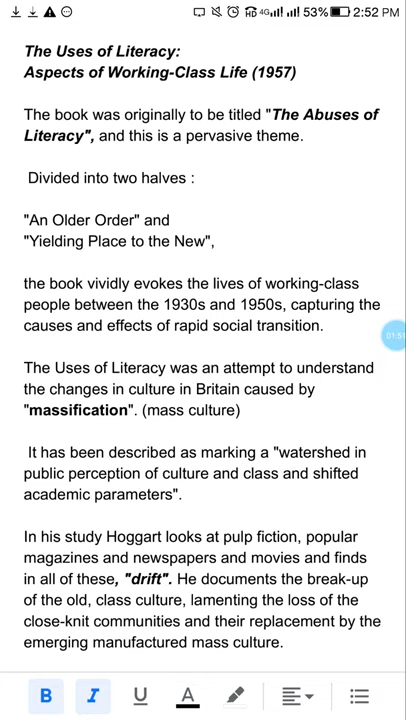 HD 4G 53% 2:52 PM
The Uses of Literacy:
Aspects of Working-Class Life (1957)
The book was originally to be titled "The Abuses of
Literacy", and this is a pervasive theme.
Divided into two halves :
"An Older Order" and
"Yielding Place to the New",
the book vividly evokes the lives of working-class
people between the 1930s and 1950s, capturing the
causes and effects of rapid social transition.
01:51
The Uses of Literacy was an attempt to understand
the changes in culture in Britain caused by
"massification". (mass culture)
It has been described as marking a "watershed in
public perception of culture and class and shifted
academic parameters".
In his study Hoggart looks at pulp fiction, popular
magazines and newspapers and movies and finds
in all of these, "drift". He documents the break-up
of the old, class culture, lamenting the loss of the
close-knit communities and their replacement by the
emerging manufactured mass culture.
B I U A